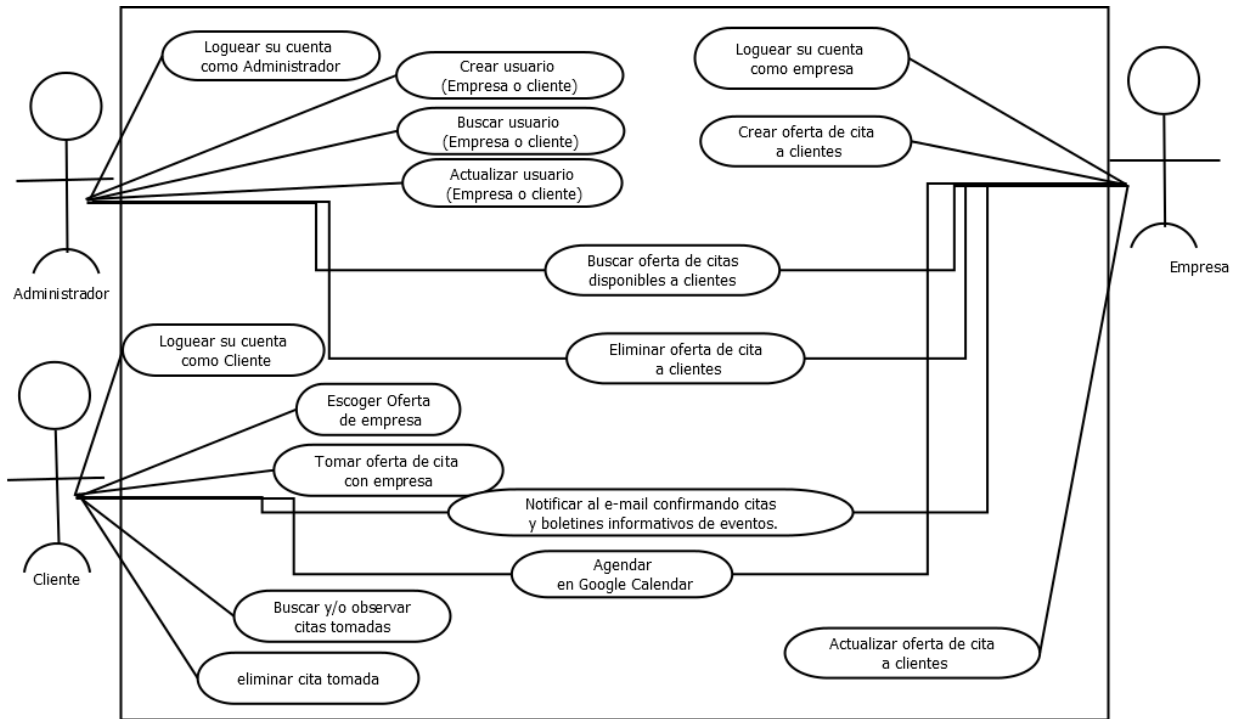 Loguear su cuenta
como Administrador
Loguear su cuenta
como empresa
Crear usuario
(Empresa o cliente)
Buscar usuario
(Empresa o cliente)
Crear oferta de cita
a clientes
Actualizar usuario
(Empresa o cliente)
Buscar oferta de citas
disponibles a clientes
Administrador
Empresa
Loguear su cuenta
como Cliente
Eliminar oferta de cita
a clientes
Escoger Oferta
de empresa
Tomar oferta de cita
con empresa
Notificar al e-mail confirmando citas
y boletines informativos de eventos.
Cliente
Agendar
en Google Calendar
Buscar y/o observar
citas tomadas
Actualizar oferta de cita
a clientes
eliminar cita tomada